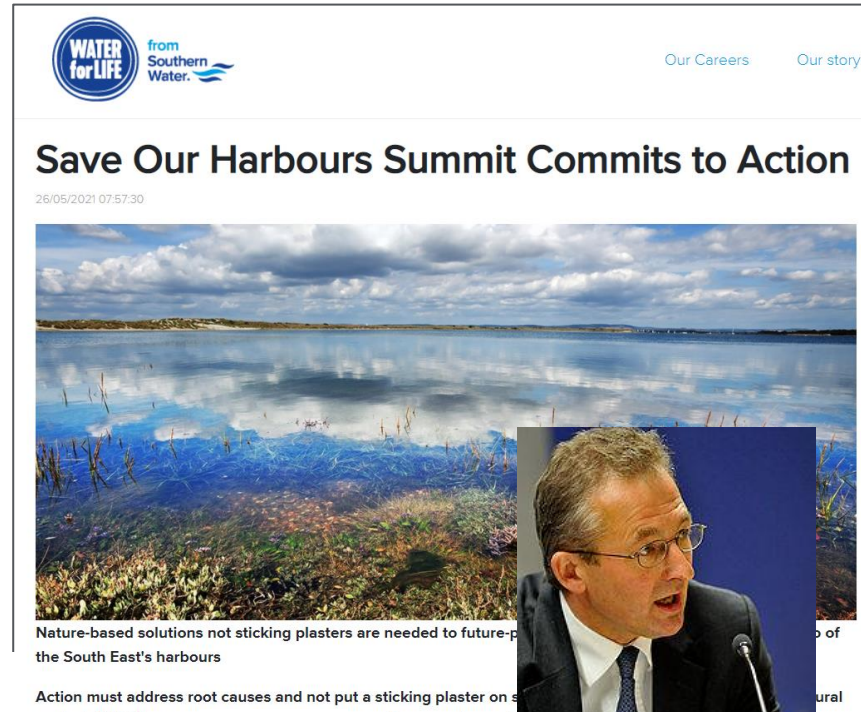 WATER
for LIFE
from
Southern
Water.
Our Careers
Our story
Save Our Harbours Summit Commits to Action
26/05/2021 07:57:30
Nature-based solutions not sticking plasters are needed to future-p
of
the South East's harbours
Action must address root causes and not put a sticking plaster on s
ural